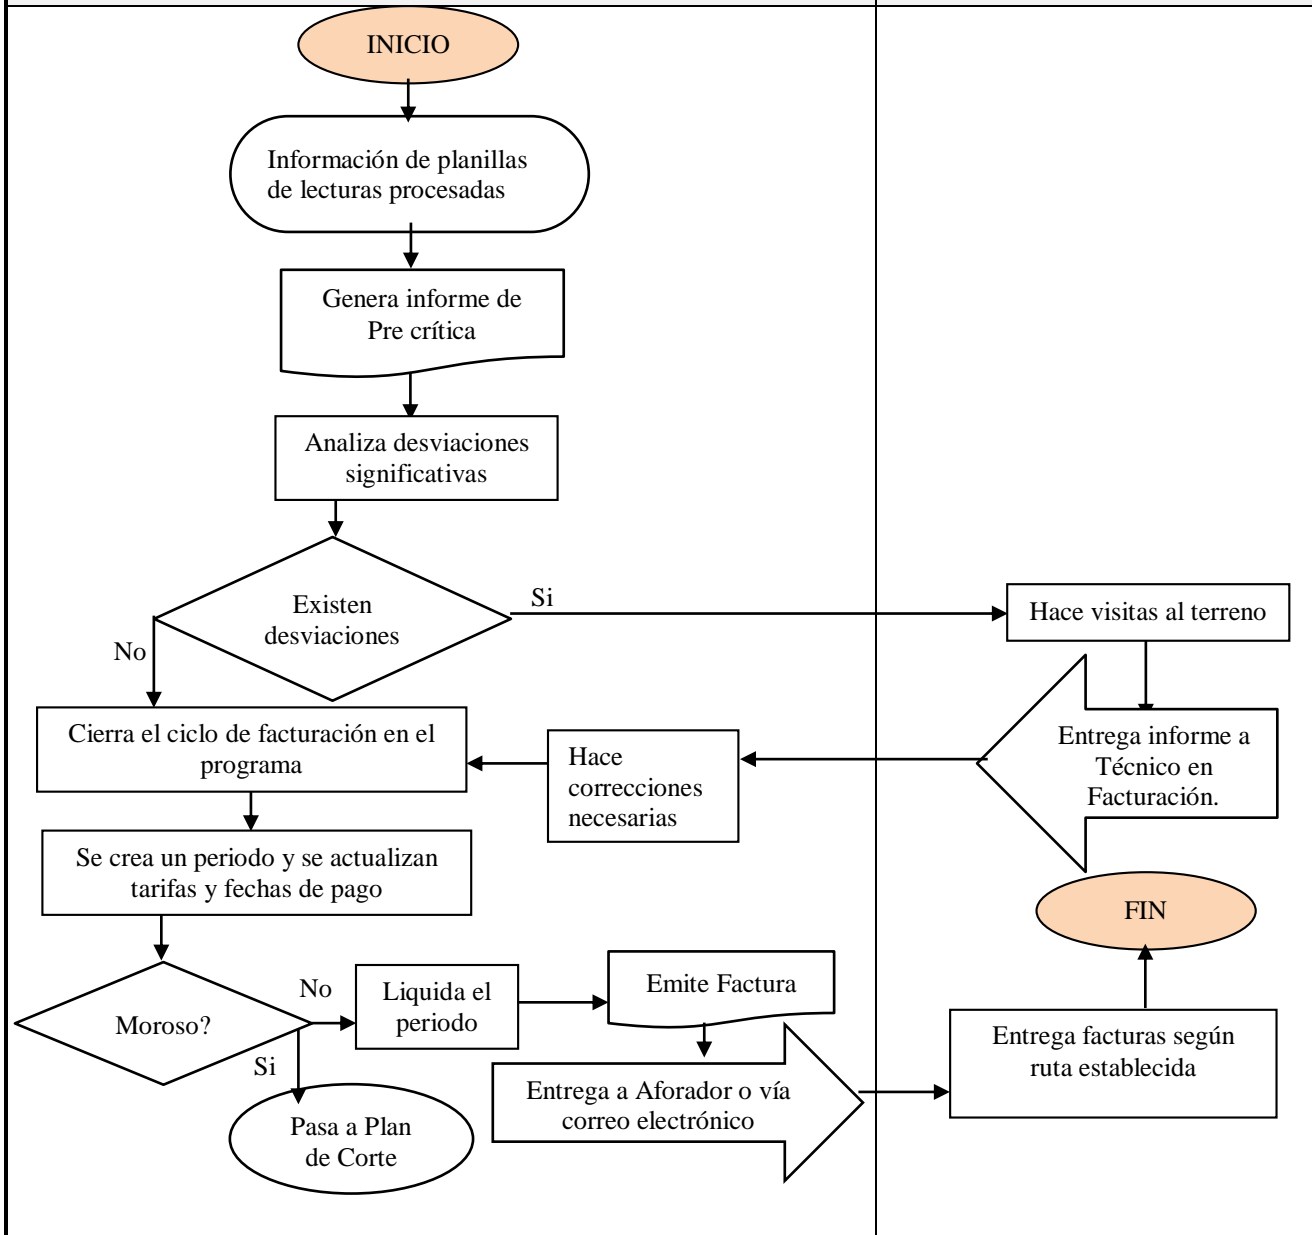 INICIO
Información de planillas
de lecturas procesadas
Genera informe de
Pre crítica
Analiza desviaciones
significativas
Existen
desviaciones
Si
No
Hace visitas al terreno
Entrega informe a
Técnico en
Facturación.
Hace
correcciones
necesarias
Cierra el ciclo de facturación en el
programa
Se crea un periodo y se actualizan
tarifas y fechas de pago
Moroso?
No
Si
Liquida el
periodo
Emite Factura
Pasa a Plan
de Corte
Entrega a Aforador o vía
correo electrónico
Entrega facturas según
ruta establecida
FIN